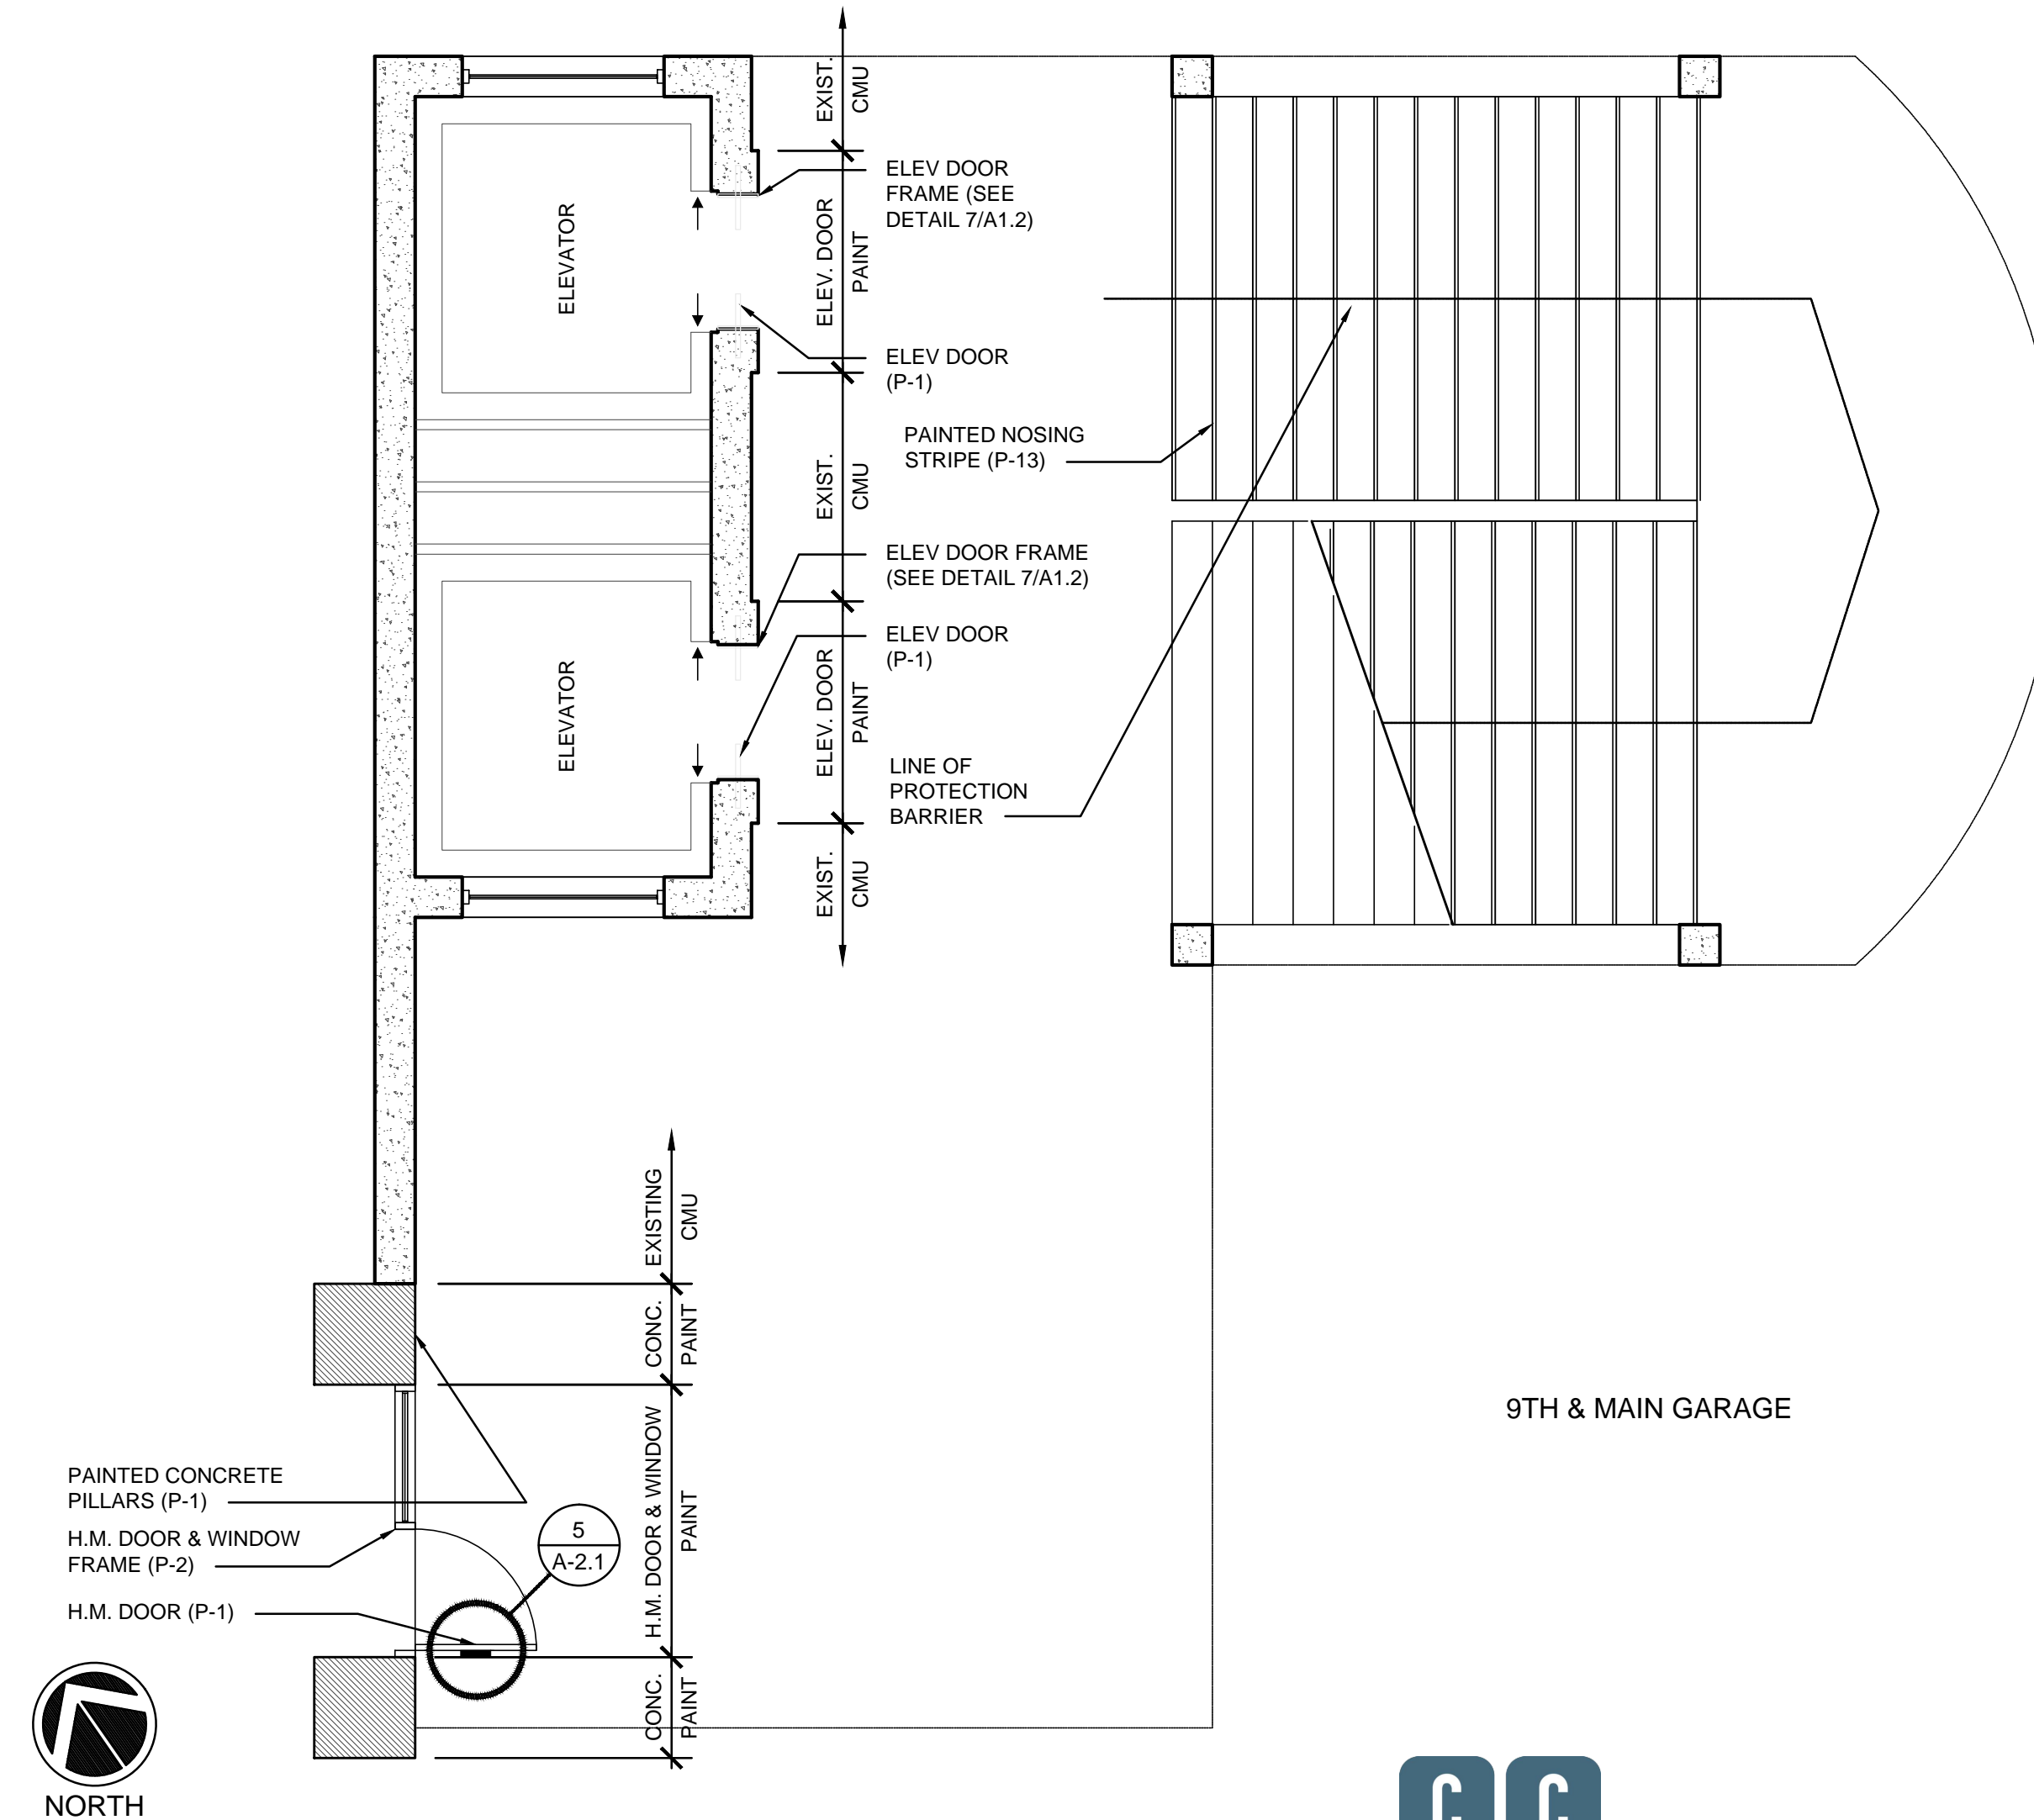 EXIST.
CMU
ELEV DOOR
FRAME (SEE
DETAIL 7/A1.2)
ELEVATOR
ELEV. DOOR
PAINT
ELEV DOOR
(P-1)
PAINTED NOSING
STRIPE (P-13)
EXIST.
CMU
ELEV DOOR FRAME
(SEE DETAIL 7/A1.2)
ELEV DOOR
(P-1)
ELEVATOR
ELEV. DOOR
PAINT
LINE OF
PROTECTION
BARRIER
EXIST.
CMU
EXISTING
CMU
CONC.
PAINT
9TH & MAIN GARAGE
H.M. DOOR & WINDOW
PAINT
PAINTED CONCRETE
PILLARS (P-1)
H.M. DOOR & WINDOW
FRAME (P-2)
5
A-2.1
H.M. DOOR (P-1)
CONC.
PAINT
NORTH